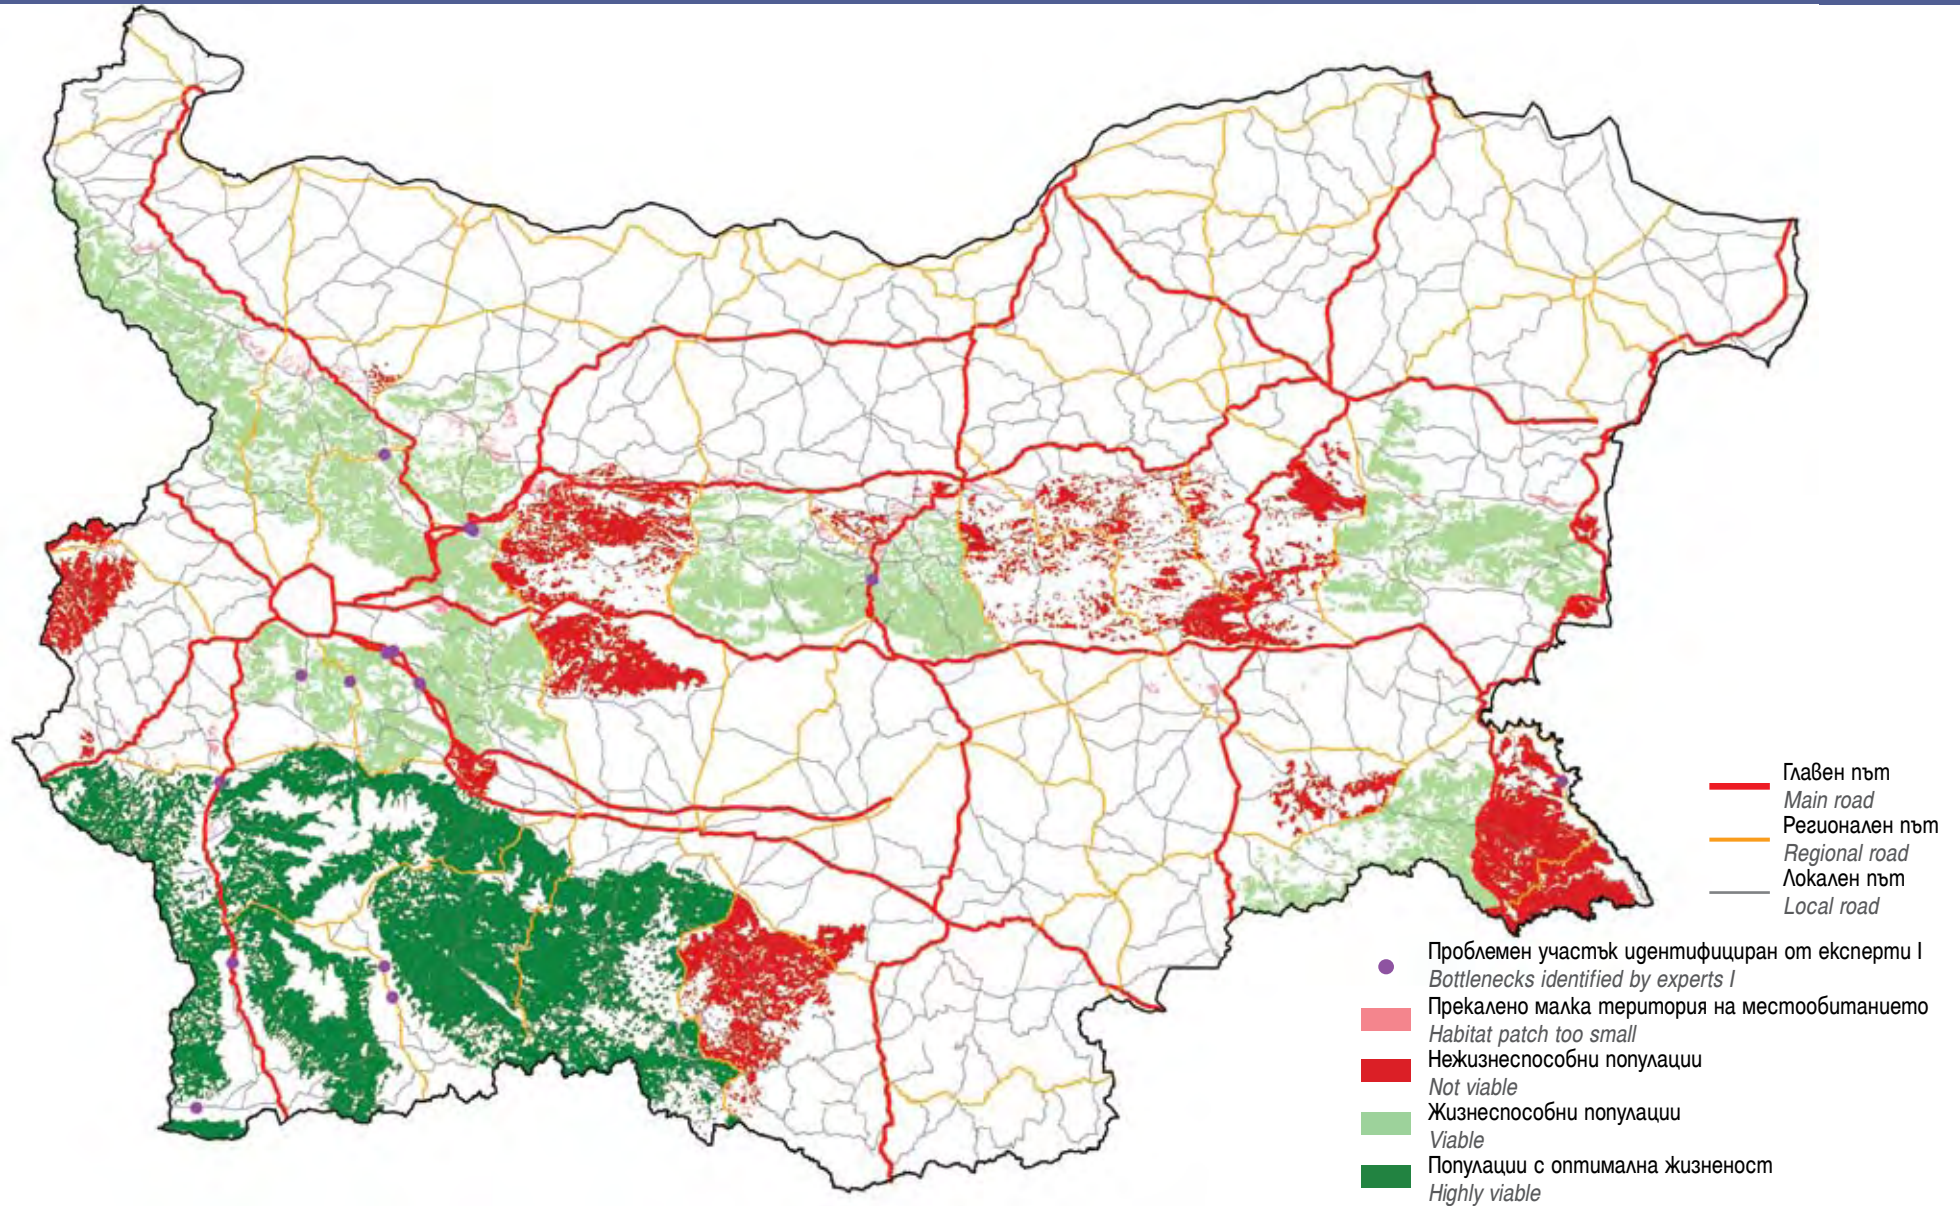 Главен път
Main road
Регионален път
Regional road
Локален път
Local road
Проблемен участък идентифициран от експерти I
Bottlenecks identified by experts I
Прекалено малка територия на местообитанието
Habitat patch too small
Нежизнеспособни популации
Not viable
Жизнеспособни популации
Viable
Популации с оптимална жизненост
Highly viable